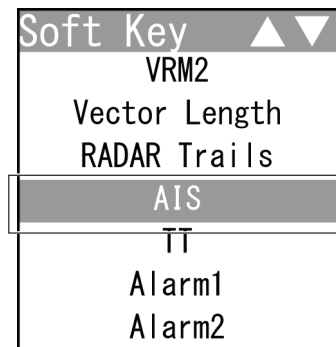 Soft Key ▲▼
VRM2
Vector Length
RADAR Trails
AIS
TT
Alarm1
Alarm2